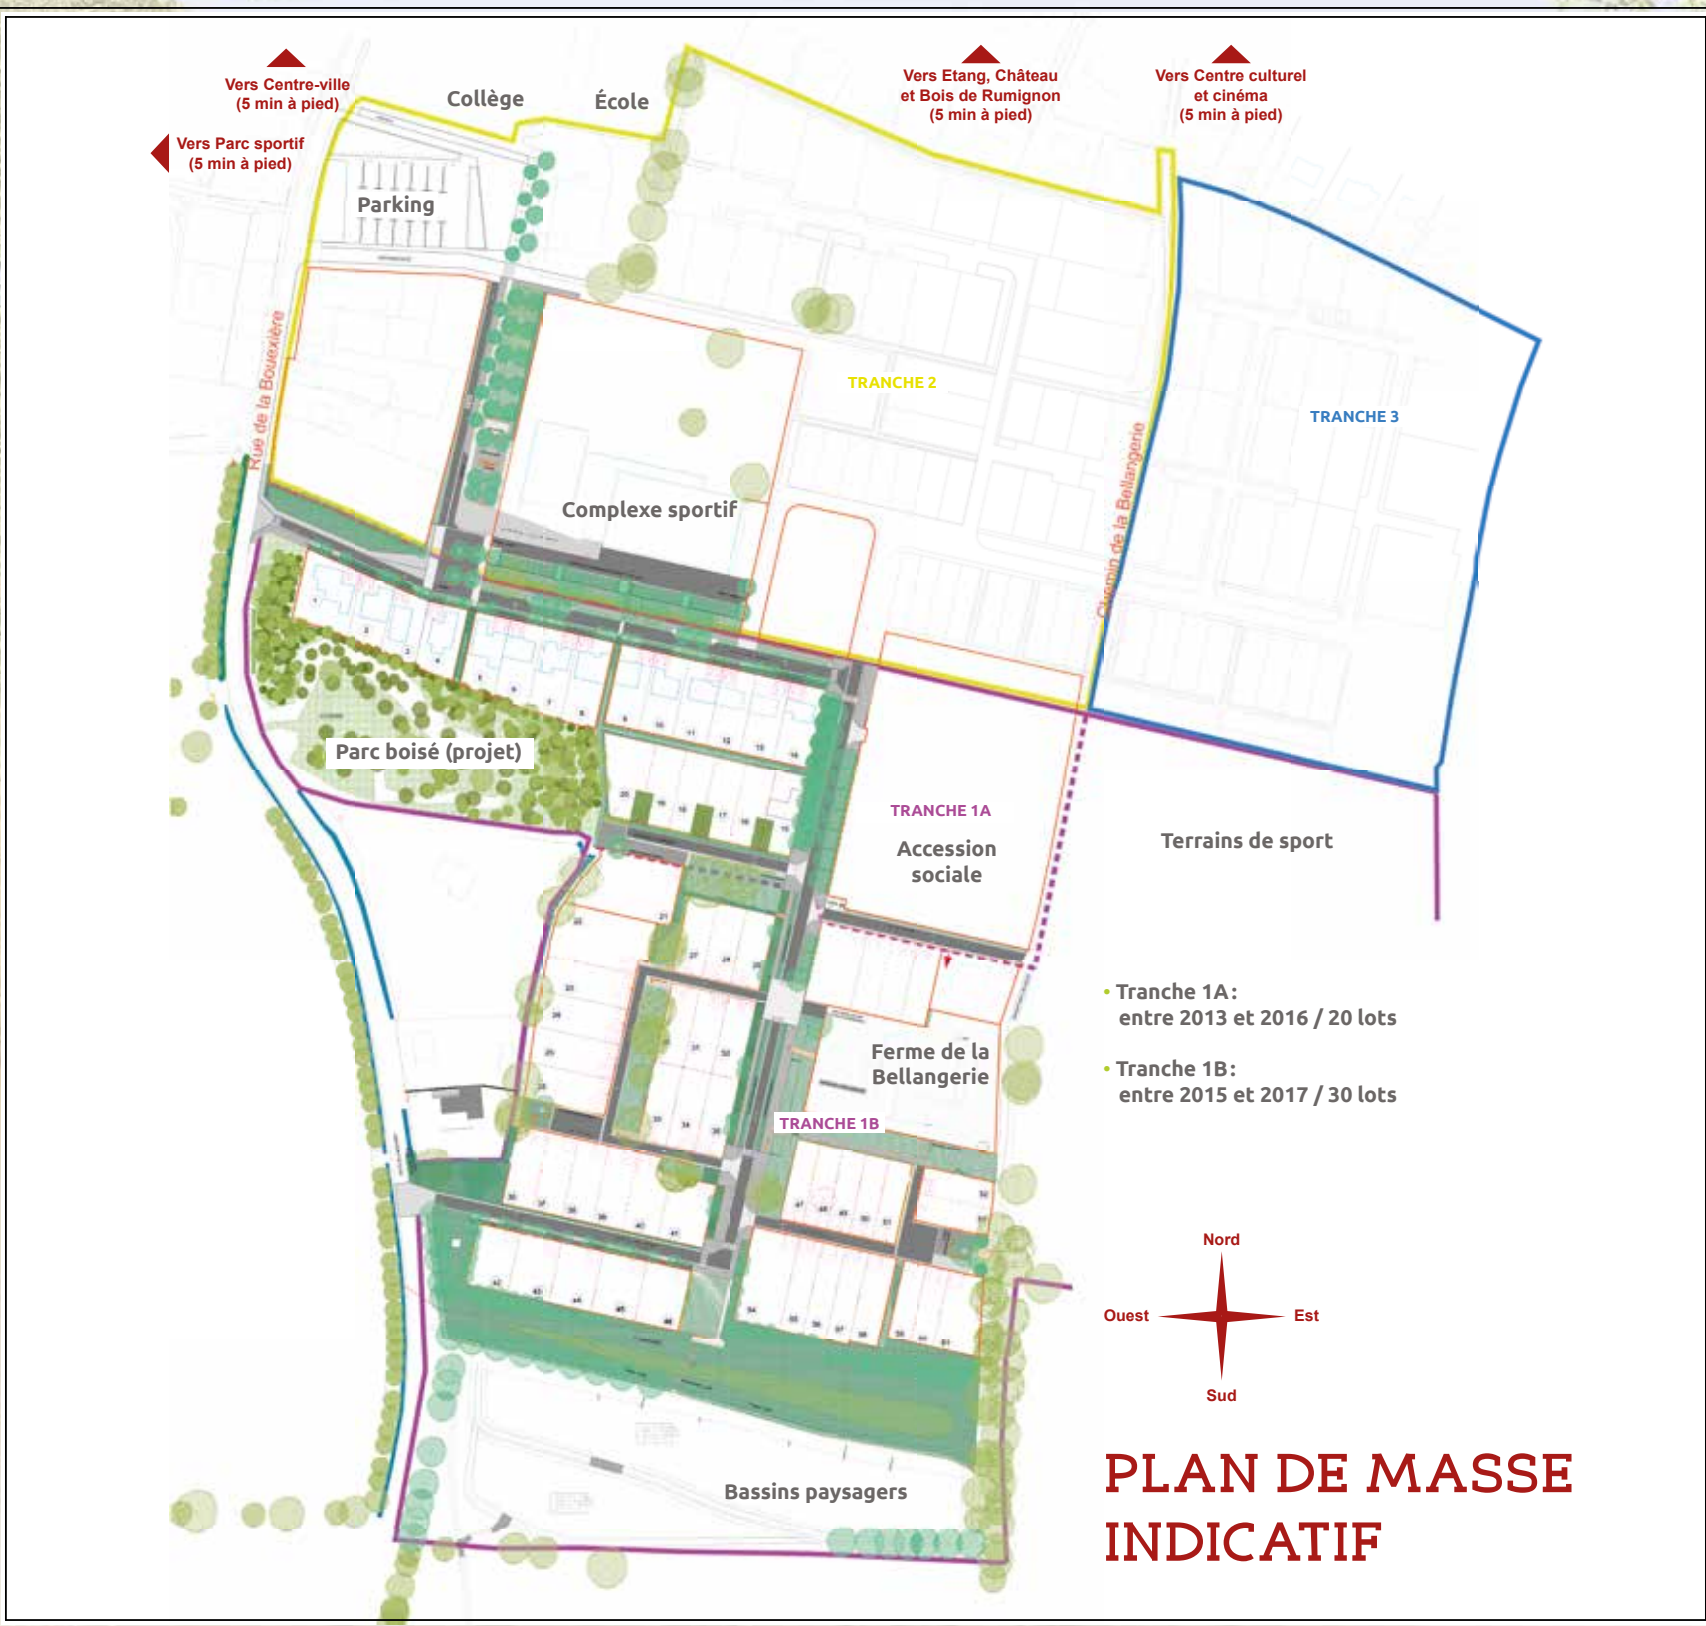 Vers Centre-ville
(5 min à pied)
Vers Parc sportif
(5 min à pied)
Collège
École
Vers Etang, Château
et Bois de Rumignon
(5 min à pied)
Vers Centre culturel
et cinéma
(5 min à pied)
Parking
Rue de la Bouexière
TRANCHE 2
TRANCHE 3
Chemin de la Bellangerie
Complexe sportif
Parc boisé (projet)
TRANCHE 1A
Accession
sociale
Terrains de sport
• Tranche 1A :
entre 2013 et 2016 / 20 lots
• Tranche 1B :
entre 2015 et 2017 / 30 lots
Ferme de la
Bellangerie
TRANCHE 1B
Nord
Ouest
Est
Sud
Bassins paysagers
PLAN DE MASSE
INDICATIF